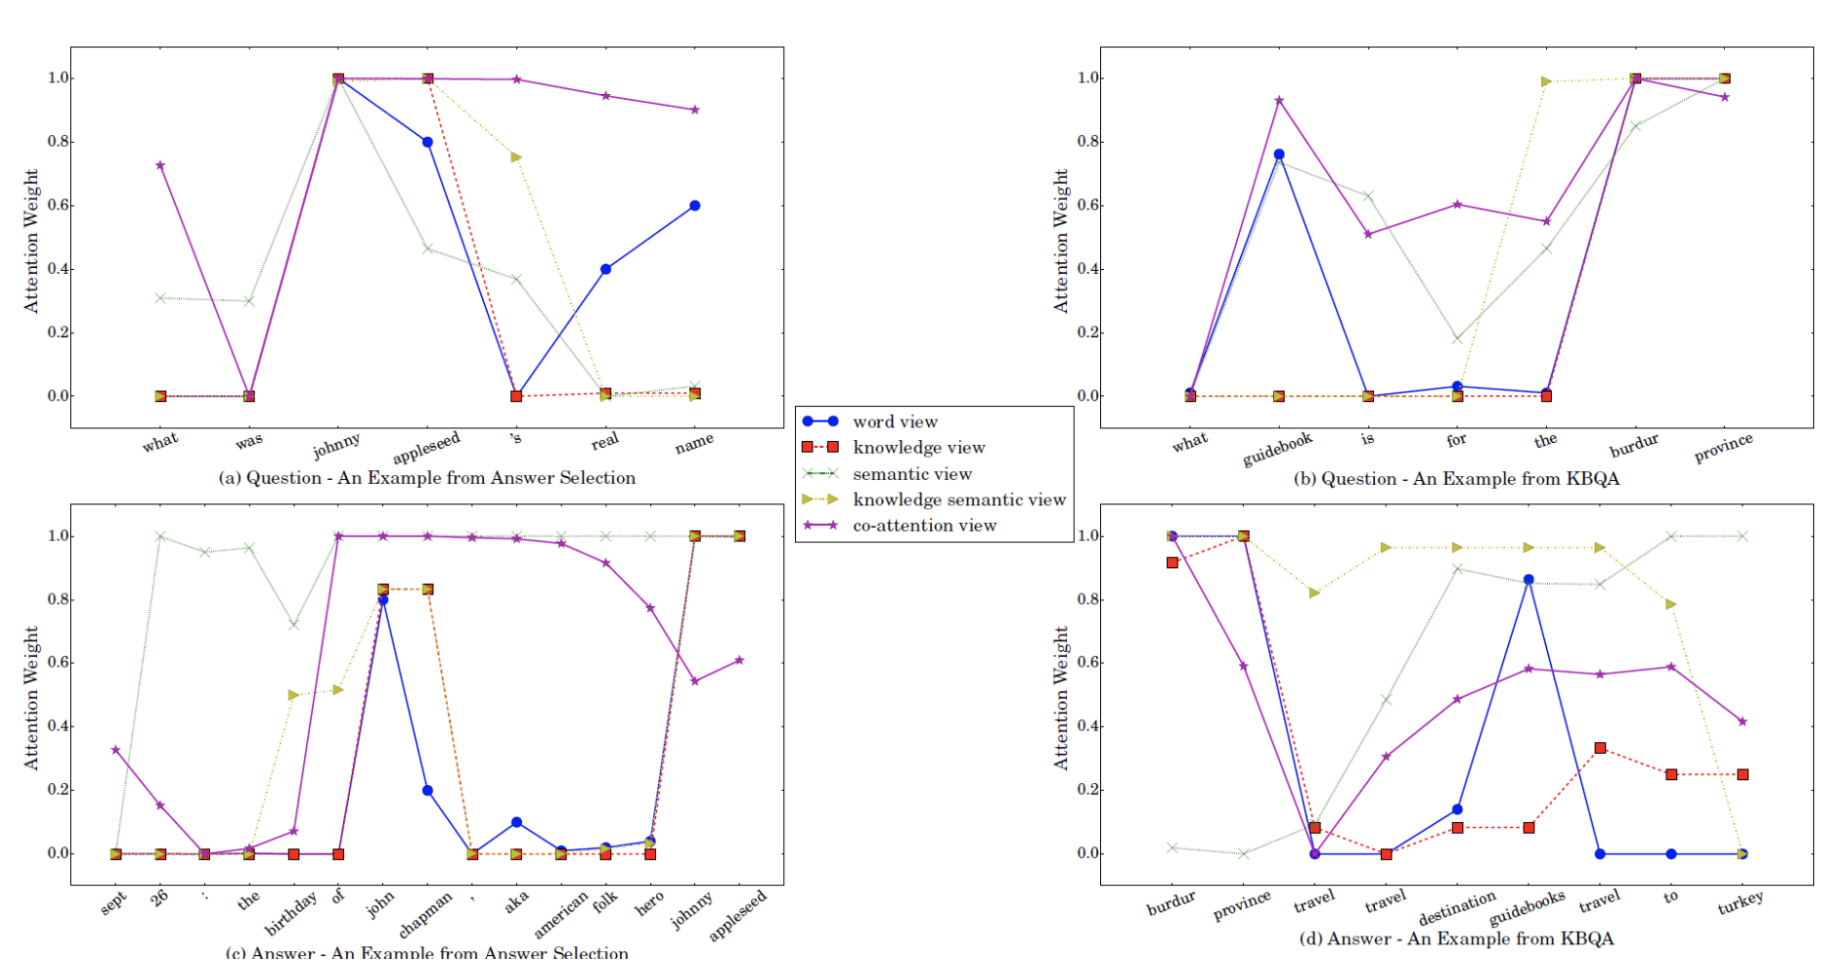 1.0
0.8
0.6
0.4
0.2
0.0
Attention Weight
what was johnny appleseed 's real name
(a) Question - An Example from Answer Selection
1.0
0.8
0.6
0.4
0.2
0.0
Attention Weight
what guidebook is for the burdur province
(b) Question - An Example from KBQA
word view
knowledge view
semantic view
knowledge semantic view
co-attention view
1.0
0.8
0.6
0.4
0.2
0.0
Attention Weight
sept 26 : the birthday of john chapman , aka american folk hero johnny appleseed
(c) Answer - An Example from Answer Selection
1.0
0.8
0.6
0.4
0.2
0.0
Attention Weight
burdur province travel travel destination guidebooks travel to turkey
(d) Answer - An Example from KBQA